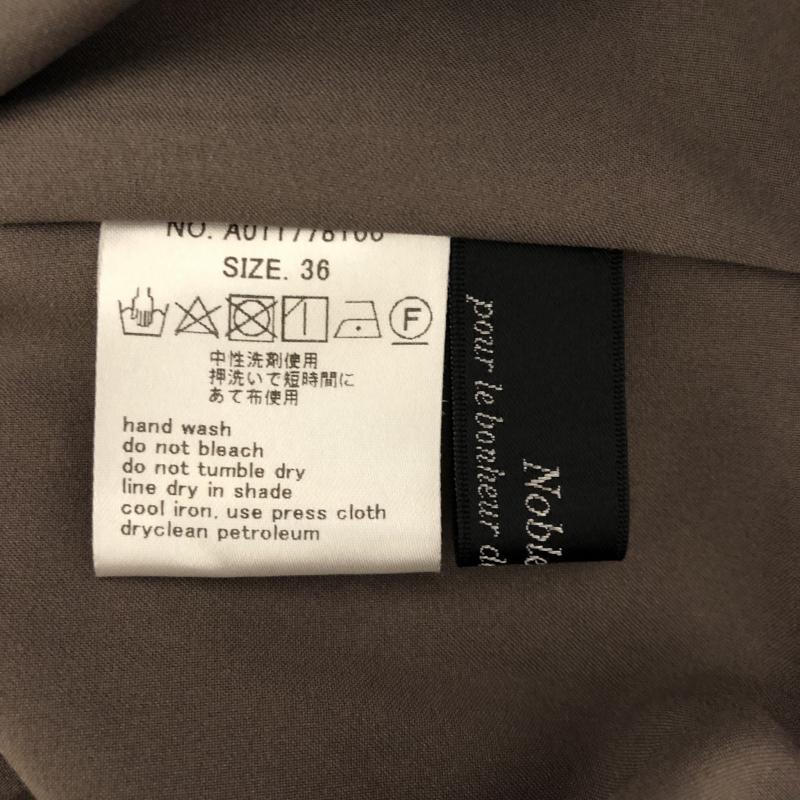 SIZE. 36
F
中性洗剤使用
押洗いで短時間に
あて布使用
hand wash
do not bleach
do not tumble dry
line dry in shade
cool iron, use press cloth
dryclean petroleum
Noble
pour le bonheur d